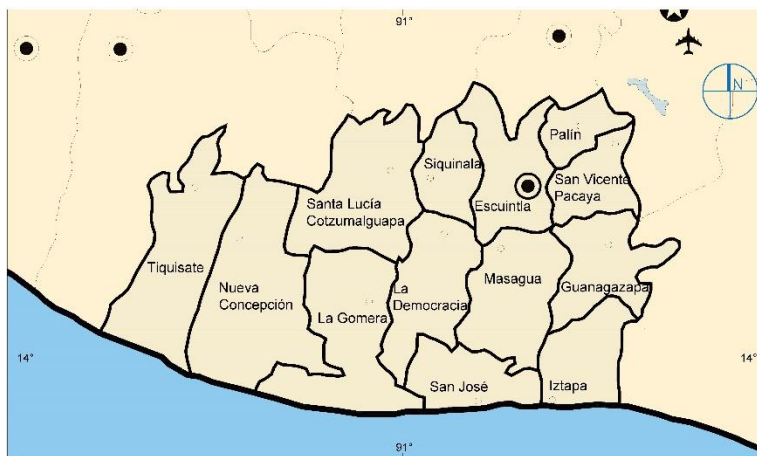 91°
N
Palín
Siquinala
San Vicente
Pacaya
Santa Lucía
Cotzumalguapa
Escuintla
Tiquisate
Nueva
Concepción
La Gomera
La
Democracia
Masagua
Guanagazapa
14°
14°
San José
Iztapa
91°